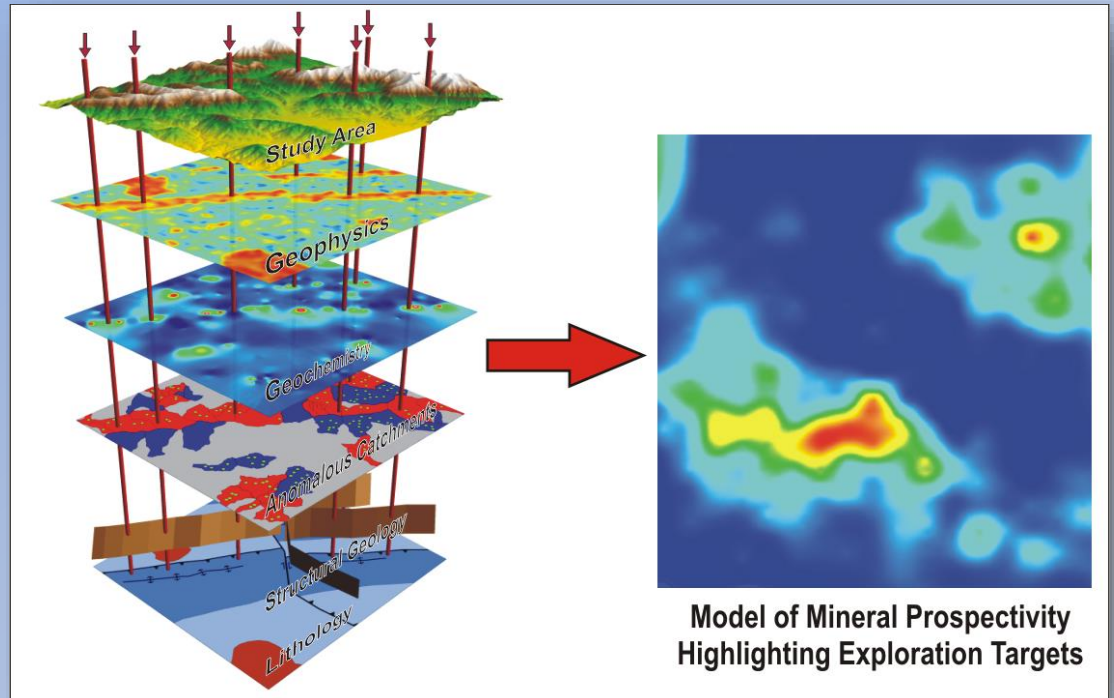 Study Area
Geophysics
Geochemistry
Anomalous Catchments
Structural Geology
Lithology
Model of Mineral Prospectivity
Highlighting Exploration Targets